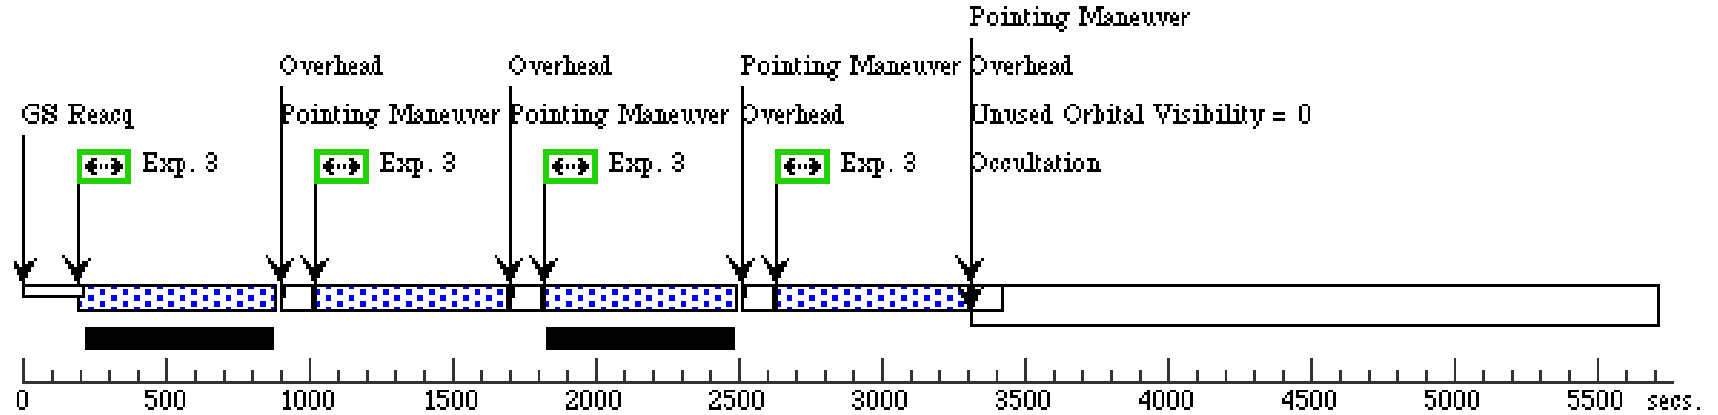 Pointing Maneuver
Overhead Overhead Pointing Maneuver Overhead
GS Reacq Pointing Maneuver Pointing Maneuver Overhead Unused Orbital Visibility = 0
Exp. 3 Exp. 3 Exp. 3 Exp. 3 Occultation
0 500 1000 1500 2000 2500 3000 3500 4000 4500 5000 5500 secs.